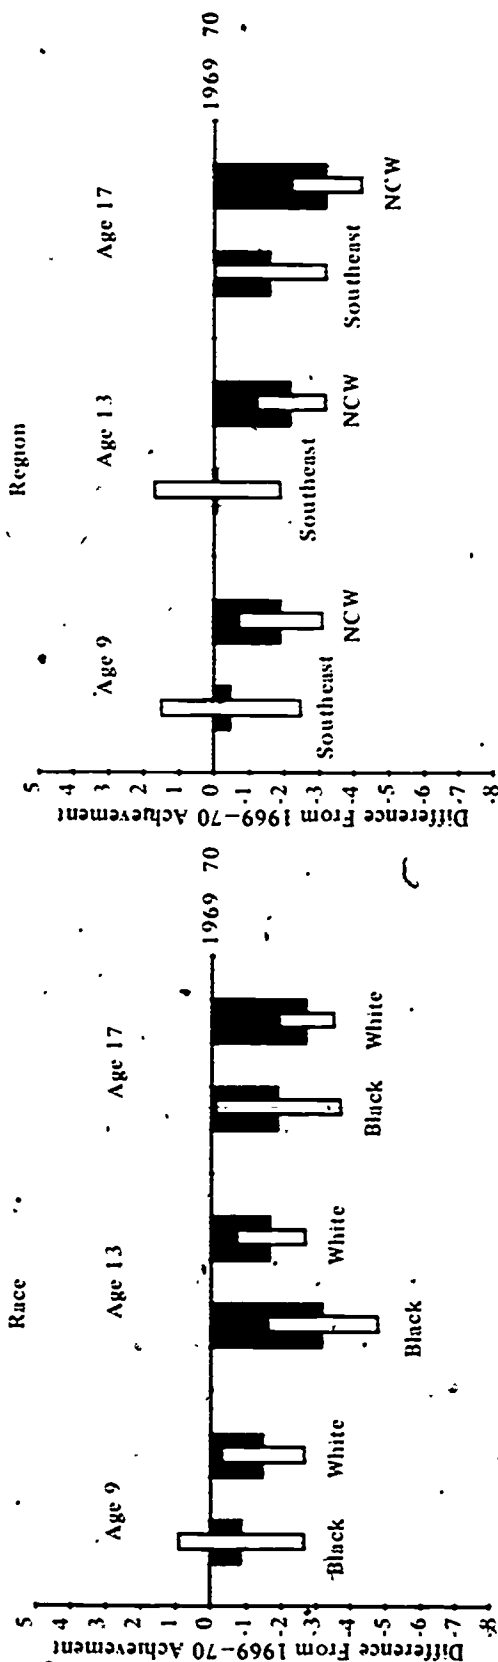 Race
Age 9
Age 13
Age 17
5
4
3
2
1
0
-1
-2
-3
-4
-5
-6
-7
-8
Difference From 1969-70 Achievement
1969 70
Black
White
Black
White
Black
White
Region
Age 9
Age 13
Age 17
5
4
3
2
1
0
-1
-2
-3
-4
-5
-6
-7
-8
Difference From 1969-70 Achievement
1969 70
Southeast
NCW
Southeast
NCW
Southeast
NCW